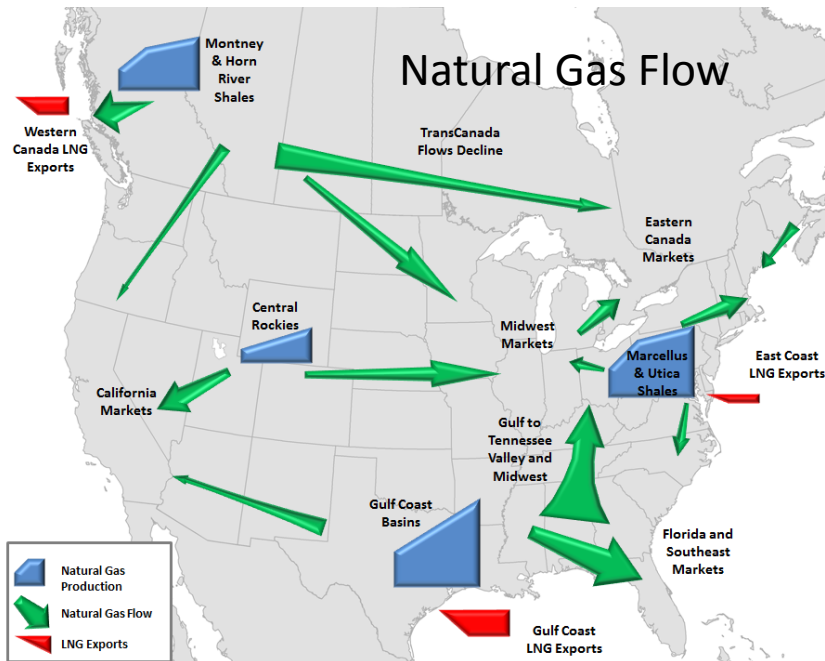 Natural Gas Flow
Montney
& Horn
River
Shales
Western
Canada LNG
Exports
TransCanada
Flows Decline
Eastern
Canada
Markets
Central
Rockies
Midwest
Markets
Marcellus
& Utica
Shales
East Coast
LNG Exports
California
Markets
Gulf to
Tennessee
Valley and
Midwest
Gulf Coast
Basins
Florida and
Southeast
Markets
Gulf Coast
LNG Exports
Natural Gas
Production
Natural Gas Flow
LNG Exports